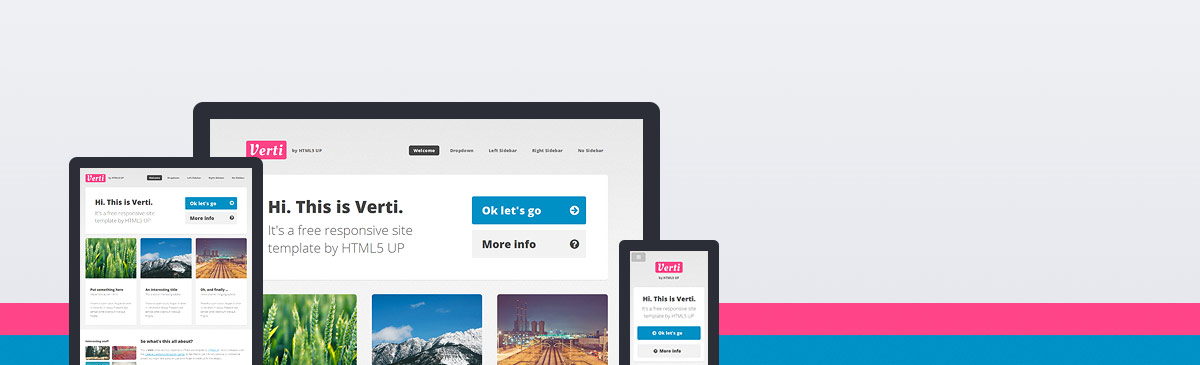 Verti by HTML5 UP
Welcome Dropdown Left Sidebar Right Sidebar No Sidebar
Hi. This is Verti.
It's a free responsive site
template by HTML5 UP
Ok let's go
More info
Verti by HTML5 UP
Welcome Dropdown Left Sidebar Right Sidebar No Sidebar
Hi. This is Verti.
It's a free responsive site
template by HTML5 UP?
Ok let's go
More info
Put something here
An interesting title
Oh, and finally ...
Interesting stuff
So what's this all about?
Verti
by HTML5 UP
Hi. This is Verti.
It's a free responsive site
template by HTML5 UP
Ok let's go
More info